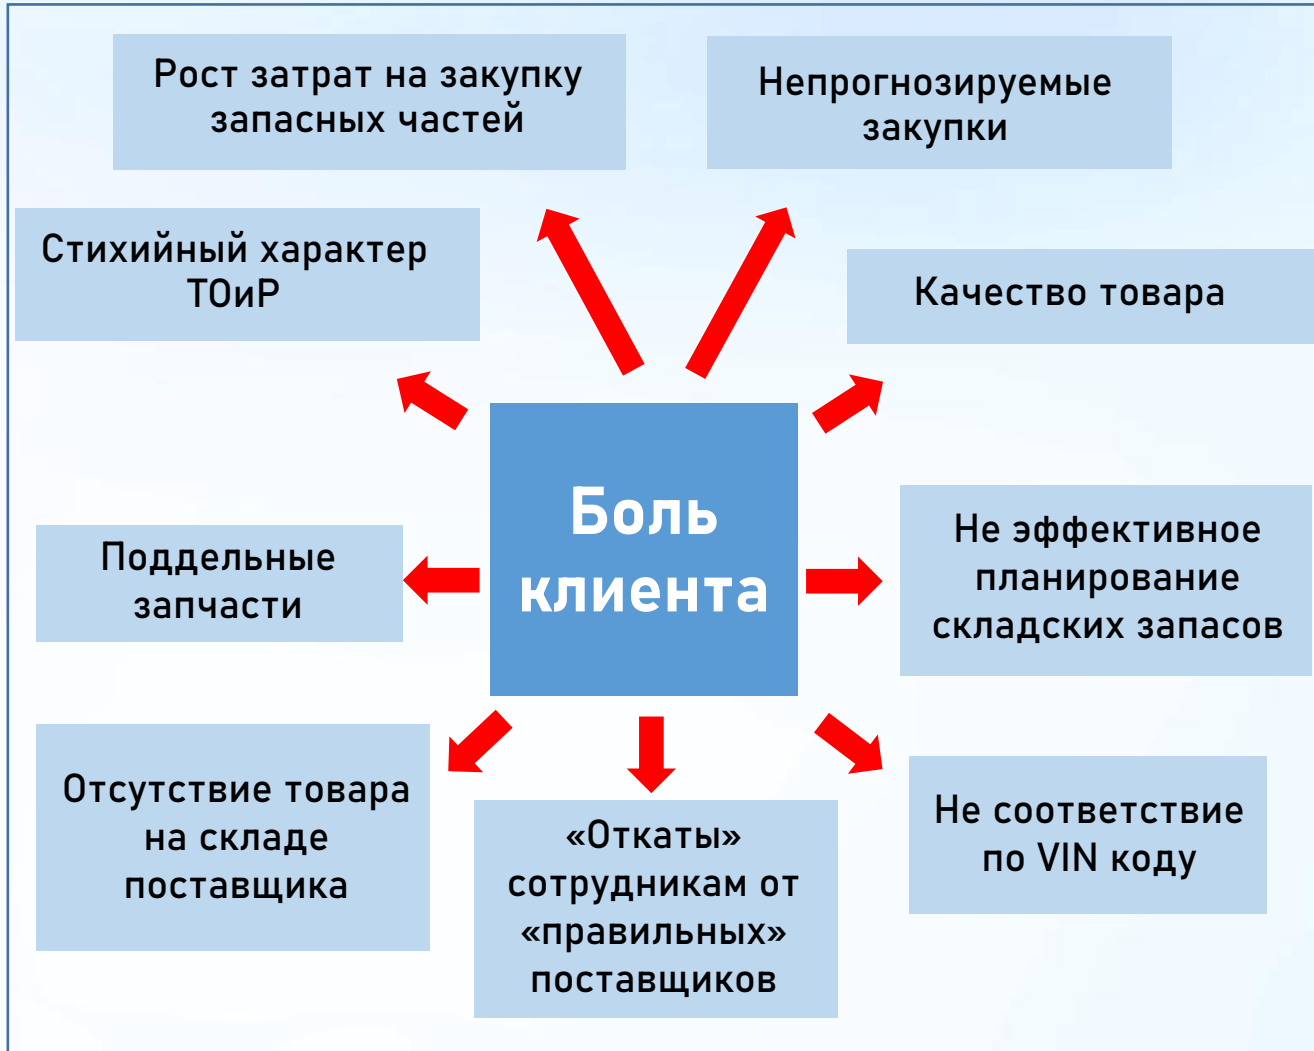 Рост затрат на закупку
запасных частей
Непрогнозируемые
закупки
Стихийный характер
ТОиР
Качество товара
Боль
клиента
Поддельные
запчасти
Не эффективное
планирование
складских запасов
Отсутствие товара
на складе
поставщика
«Откаты»
сотрудникам от
«правильных»
поставщиков
Не соответствие
по VIN коду